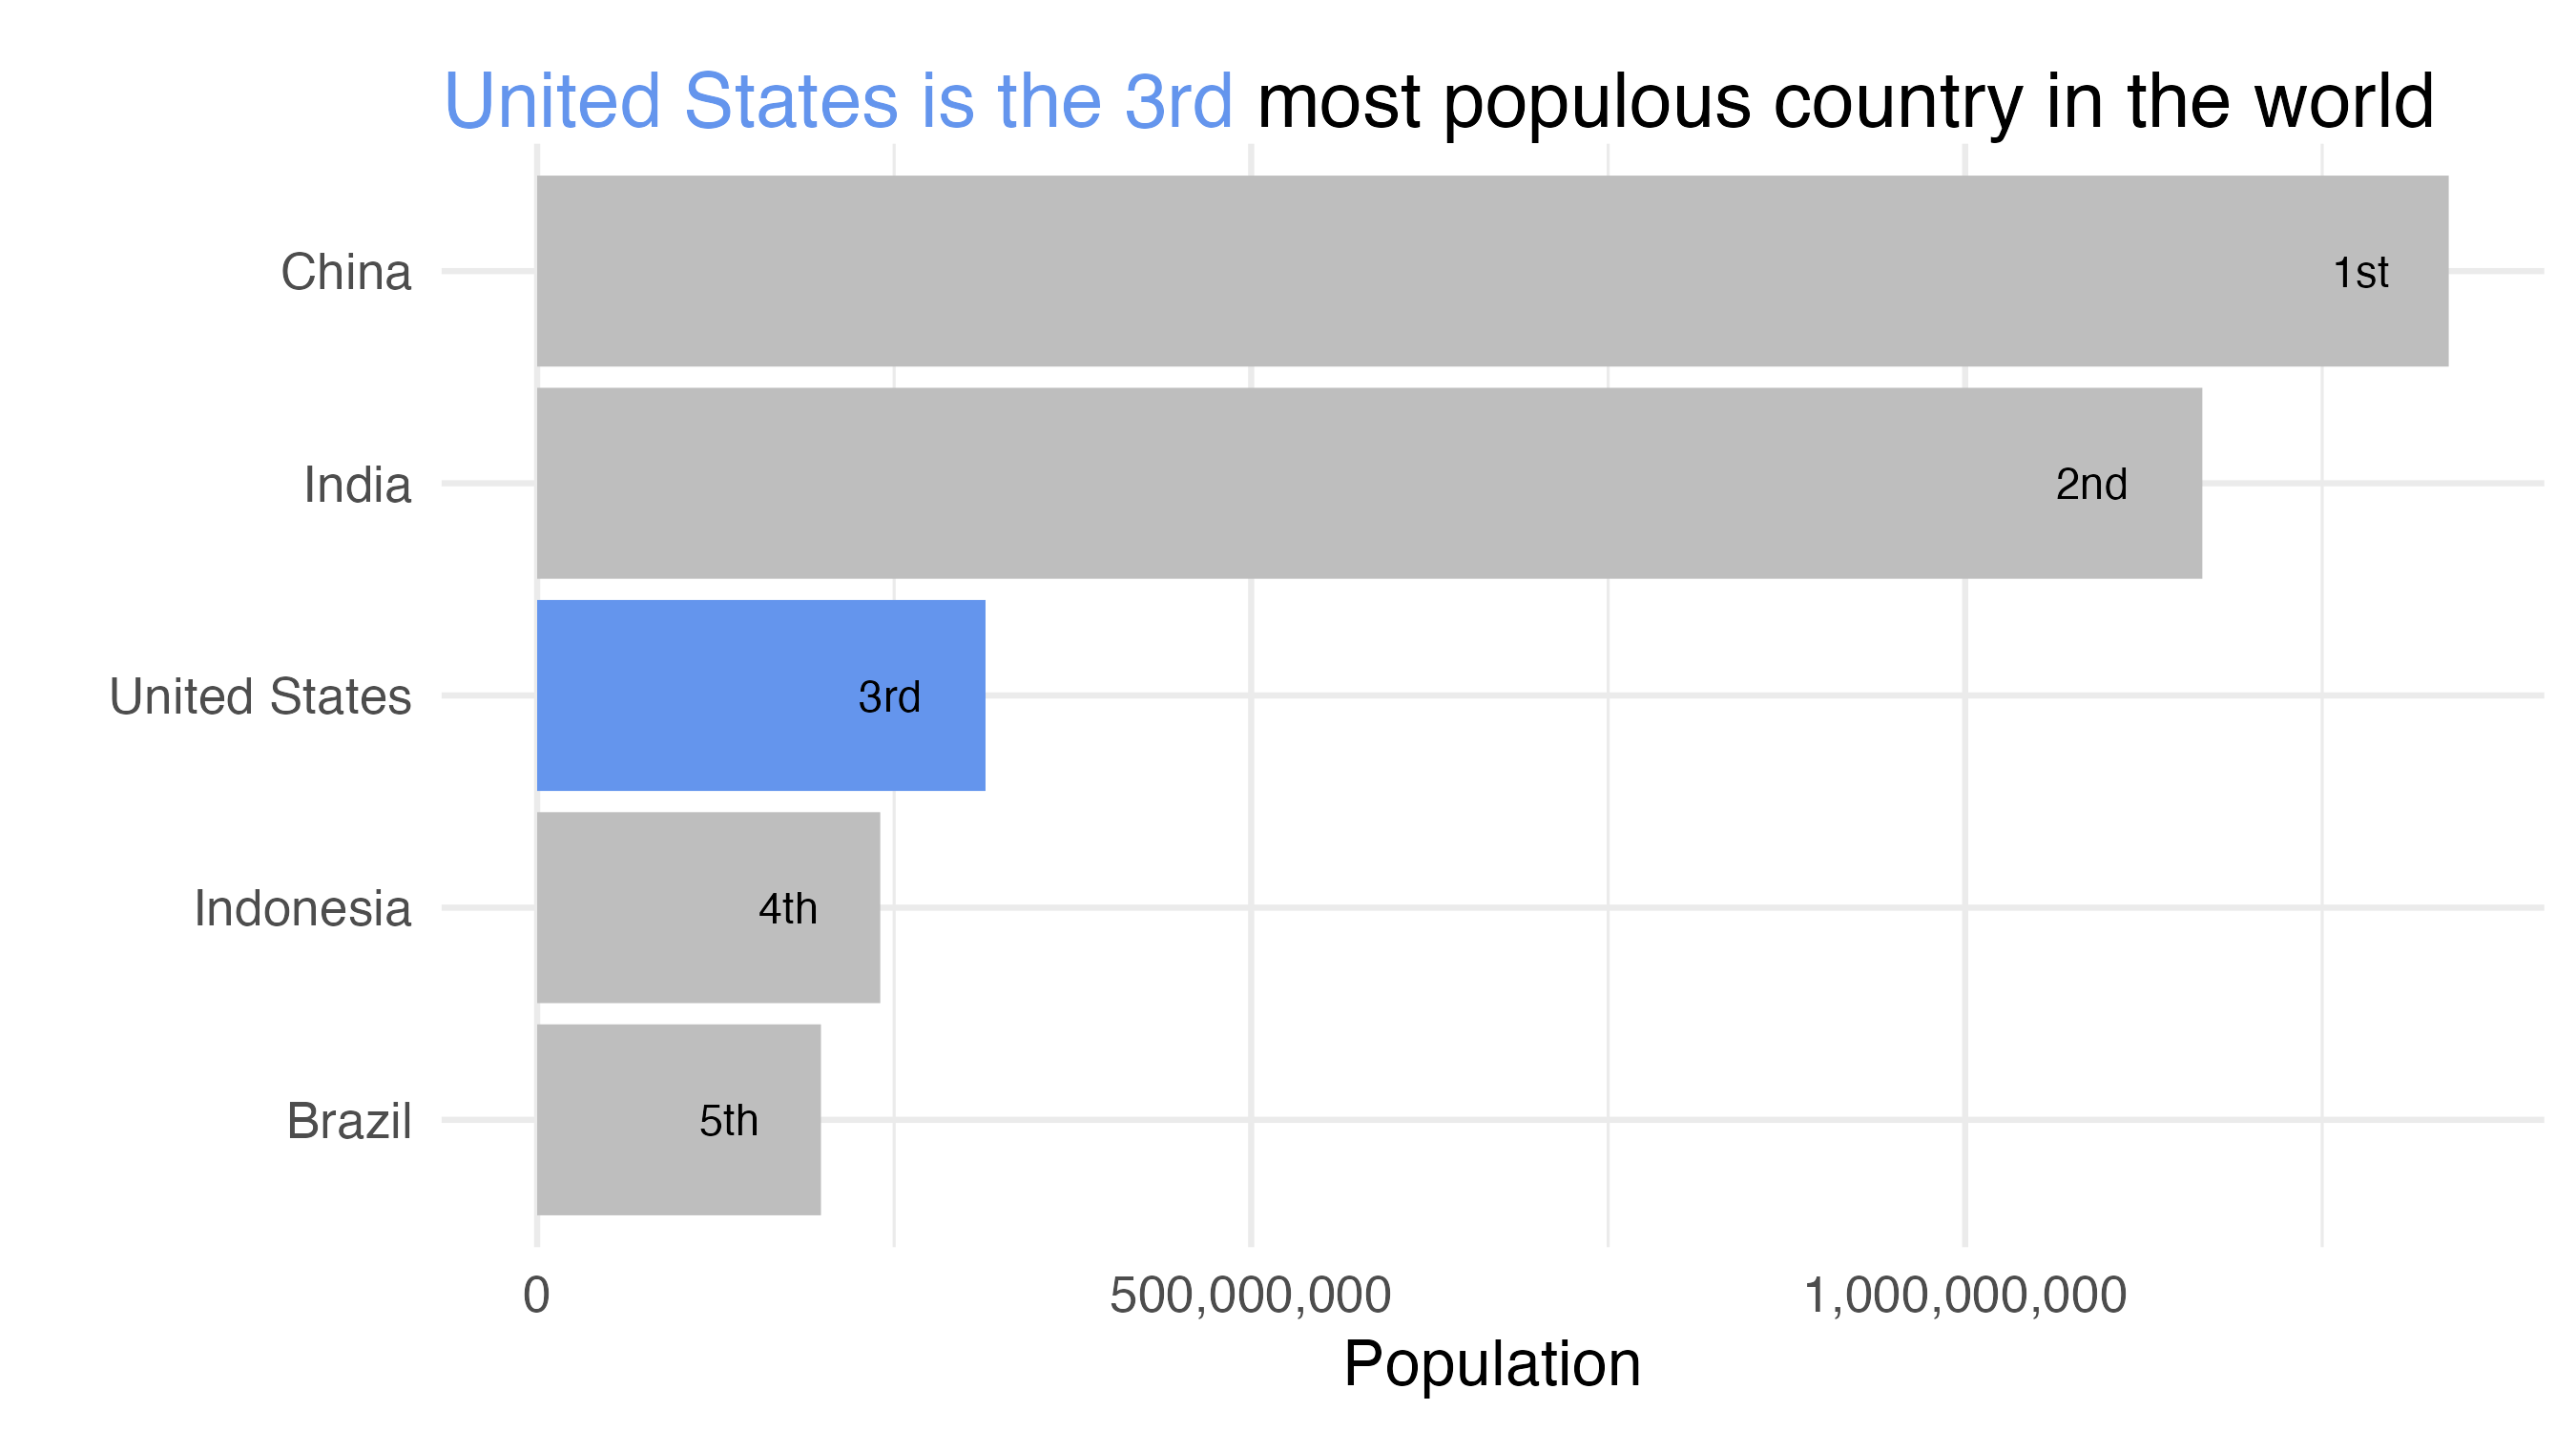 United States is the 3rd most populous country in the world
China
1st
India
2nd
United States
3rd
Indonesia
4th
Brazil
5th
0
500,000,000
1,000,000,000
Population